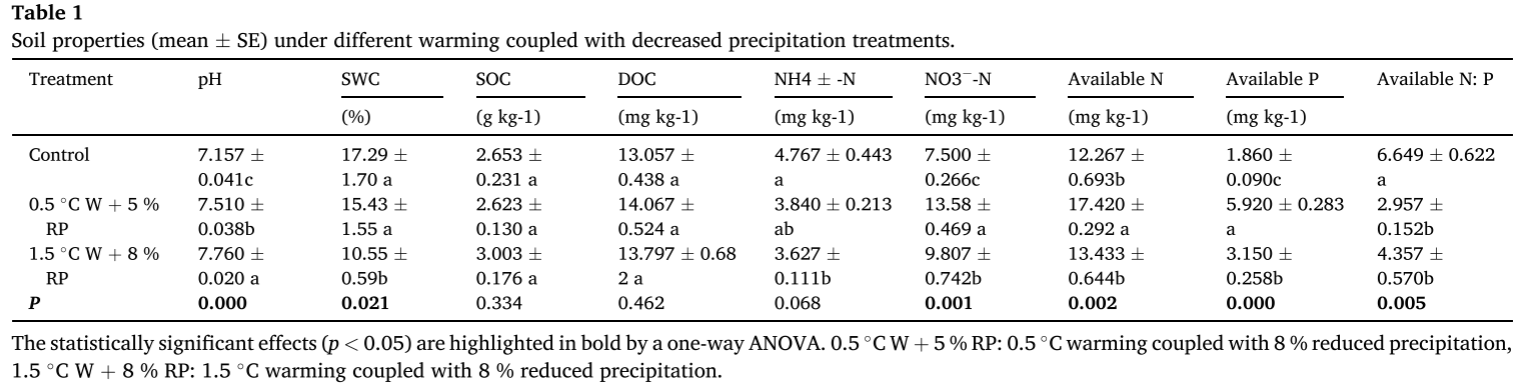 Table 1
Soil properties (mean ± SE) under different warming coupled with decreased precipitation treatments.
Treatment pH SWC SOC DOC NH4 ± -N NO3⁻-N Available N Available P Available N: P
(%) (g kg-1) (mg kg-1) (mg kg-1) (mg kg-1) (mg kg-1) (mg kg-1)
Control 7.157 ± 17.29 ± 2.653 ± 13.057 ± 4.767 ± 0.443 7.500 ± 12.267 ± 1.860 ± 6.649 ± 0.622
0.041c 1.70 a 0.231 a 0.438 a a 0.266c 0.693b 0.090c a
0.5 °C W + 5 % 7.510 ± 15.43 ± 2.623 ± 14.067 ± 3.840 ± 0.213 13.58 ± 17.420 ± 5.920 ± 0.283 2.957 ±
RP 0.038b 1.55 a 0.130 a 0.524 a ab 0.469 a 0.292 a a 0.152b
1.5 °C W + 8 % 7.760 ± 10.55 ± 3.003 ± 13.797 ± 0.68 3.627 ± 9.807 ± 13.433 ± 3.150 ± 4.357 ±
RP 0.020 a 0.59b 0.176 a 2 a 0.111b 0.742b 0.644b 0.258b 0.570b
P 0.000 0.021 0.334 0.462 0.068 0.001 0.002 0.000 0.005
The statistically significant effects (p < 0.05) are highlighted in bold by a one-way ANOVA. 0.5 °C W + 5 % RP: 0.5 °C warming coupled with 8 % reduced precipitation,
1.5 °C W + 8 % RP: 1.5 °C warming coupled with 8 % reduced precipitation.